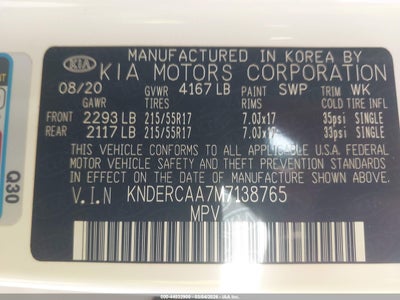 MANUFACTURED IN KOREA BY
KIA KIA MOTORS CORPORATION
08/20 GVWR 4167 LB PAINT SWP TRIM WK
GAWR TIRES RIMS COLD TIRE INFL
FRONT 2293 LB 215/55R17 7.0Jx17 35psi SINGLE
REAR 2117 LB 215/55R17 7.0Jx17 33psi SINGLE
THIS VEHICLE CONFORMS TO ALL APPLICABLE U.S.A FEDERAL
MOTOR VEHICLE SAFETY, BUMPER, AND THEFT PREVENTION STANDARDS
IN EFFECT ON THE DATE OF MANUFACTURE SHOWN ABOVE.
V.I.N KNDERCAA7M7138765
MPV
Q30